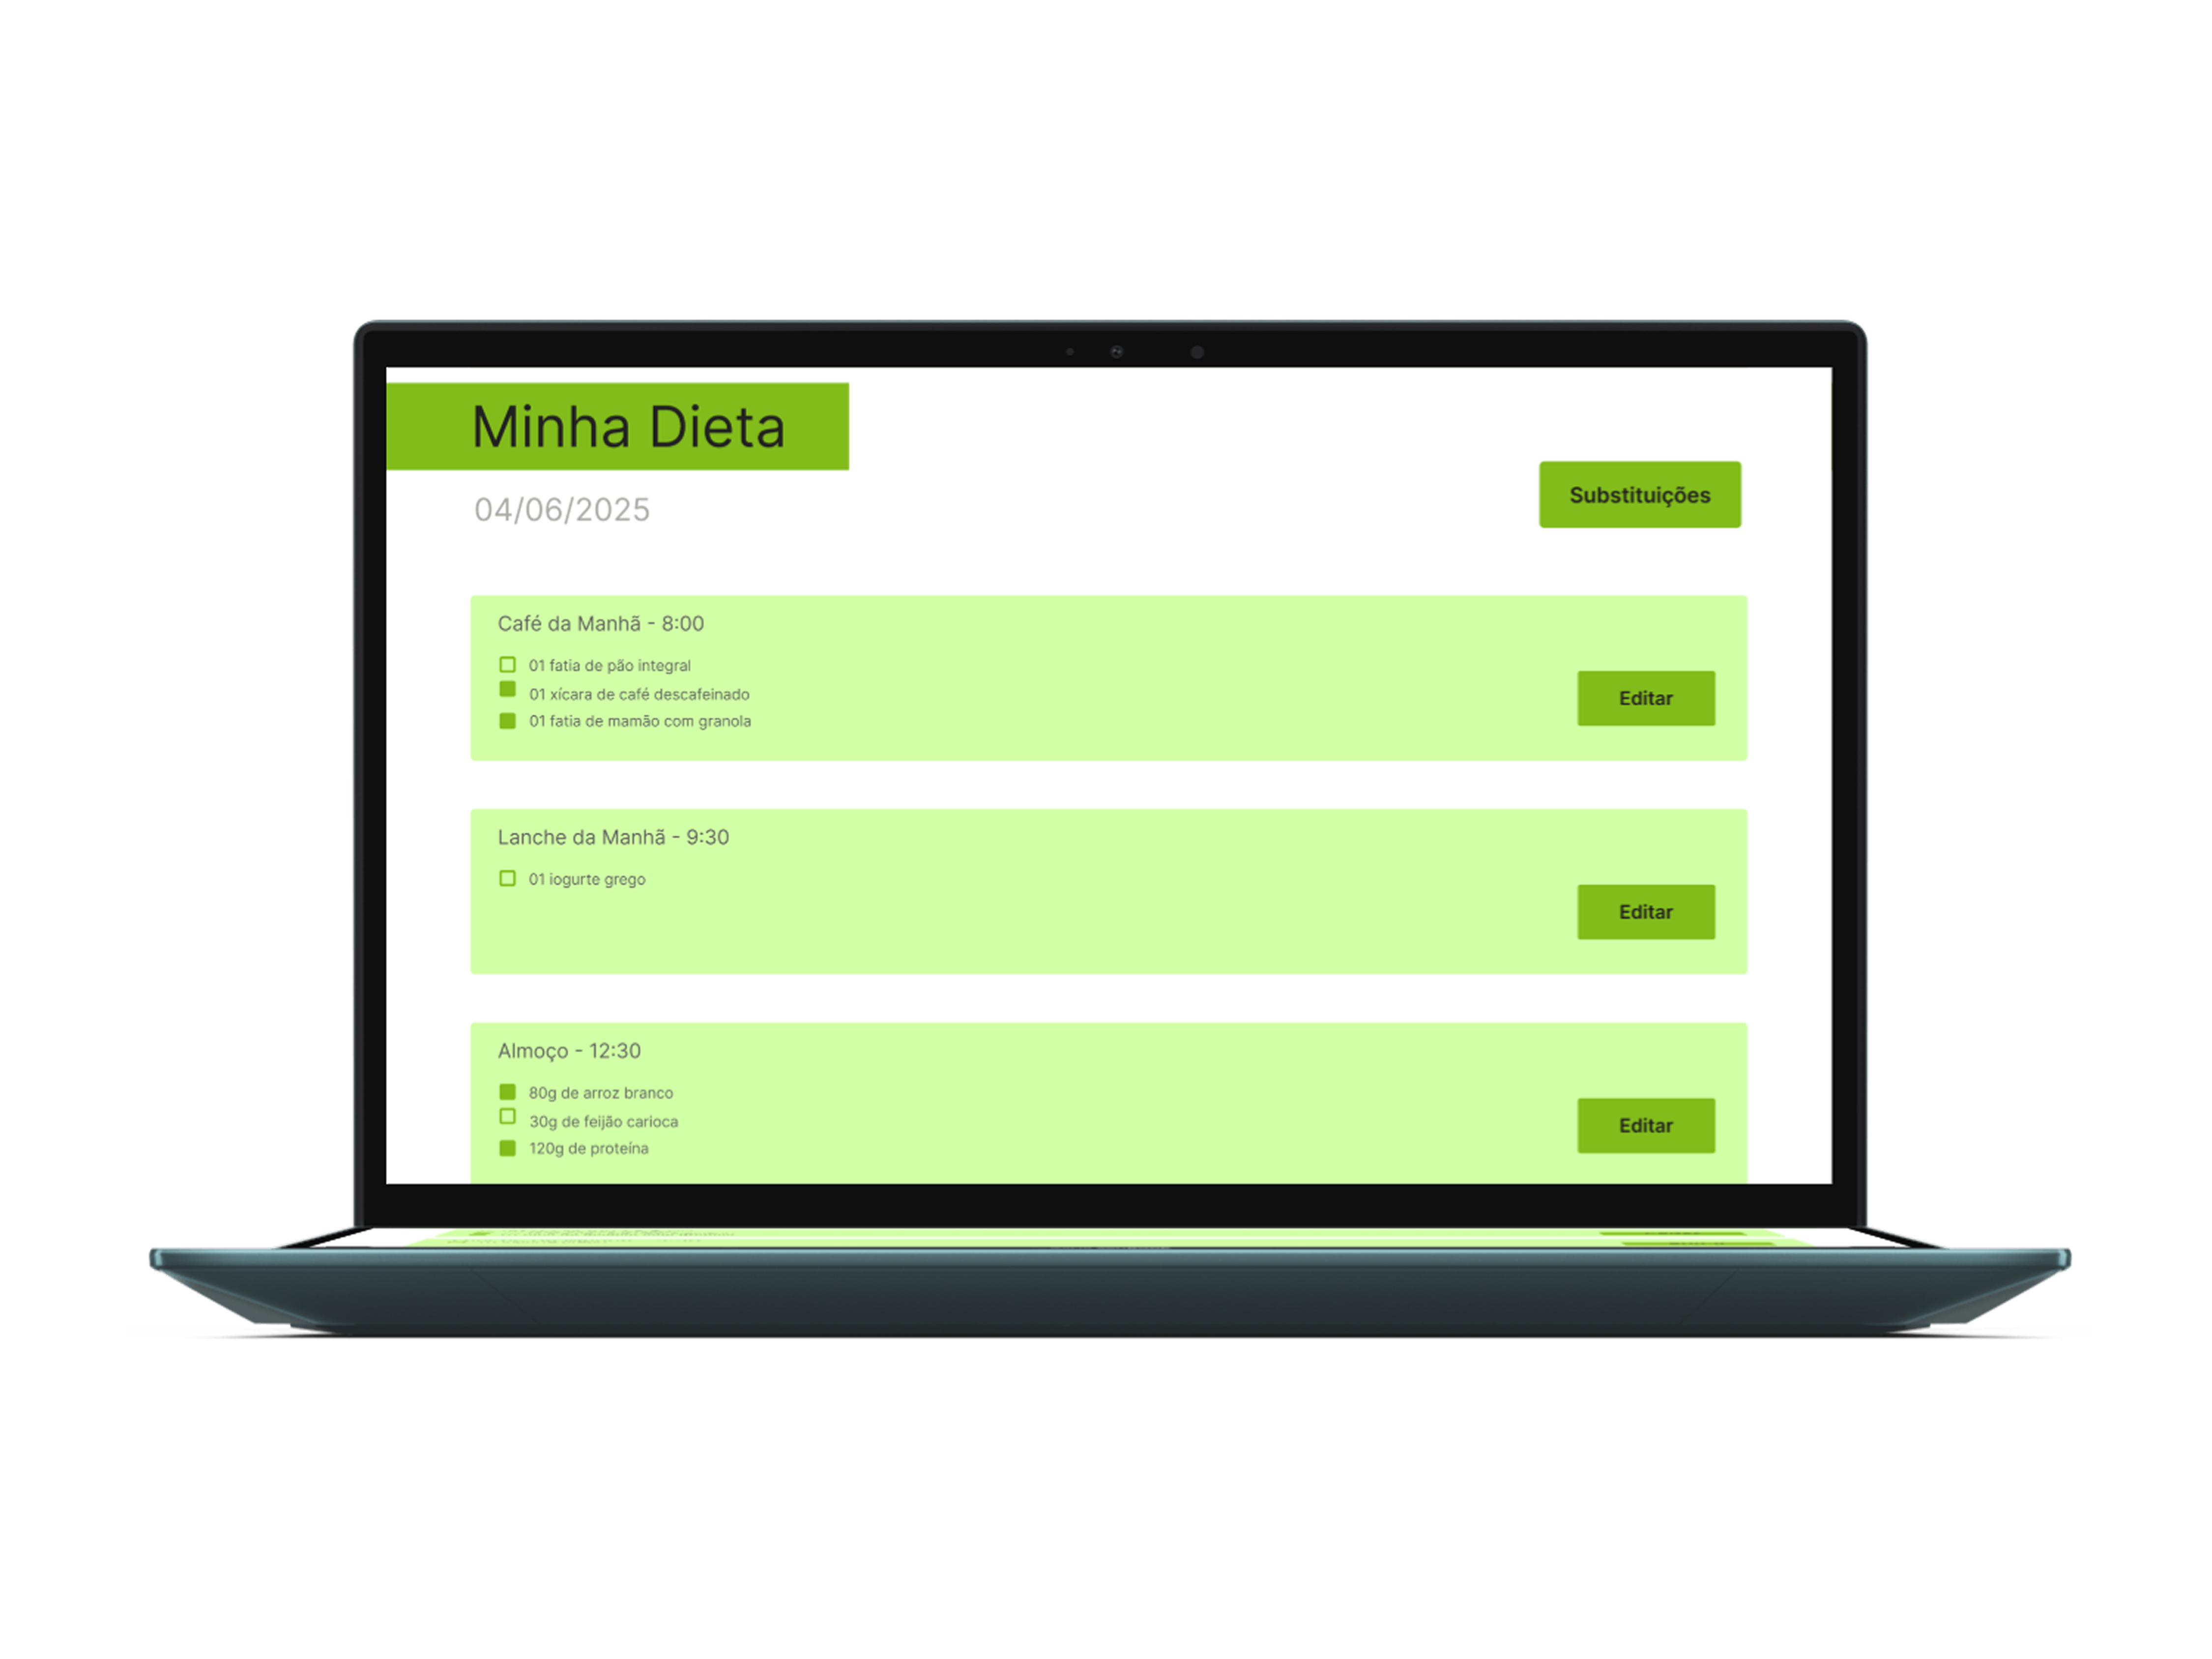 Minha Dieta
04/06/2025
Substituições
Café da Manhã - 8:00
01 fatia de pão integral
01 xícara de café descafeinado
01 fatia de mamão com granola
Editar
Lanche da Manhã - 9:30
01 iogurte grego
Editar
Almoço - 12:30
80g de arroz branco
30g de feijão carioca
120g de proteína
Editar